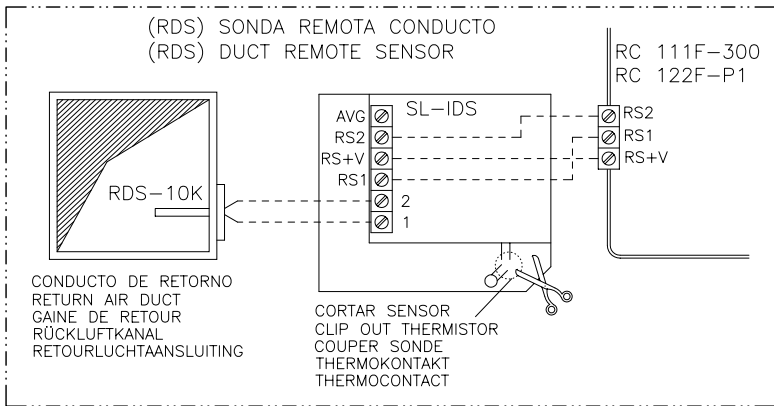 (RDS) SONDA REMOTA CONDUCTO
(RDS) DUCT REMOTE SENSOR
RC 111F-300
RC 122F-P1
SL-IDS
AVG
RS2
RS+V
RS1
2
1
RS2
RS1
RS+V
RDS-10K
CONDUCTO DE RETORNO
RETURN AIR DUCT
GAINE DE RETOUR
RÜCKLUFTKANAL
RETOURLUCHTAANSLUITING
CORTAR SENSOR
CLIP OUT THERMISTOR
COUPER SONDE
THERMOKONTAKT
THERMOCONTACT